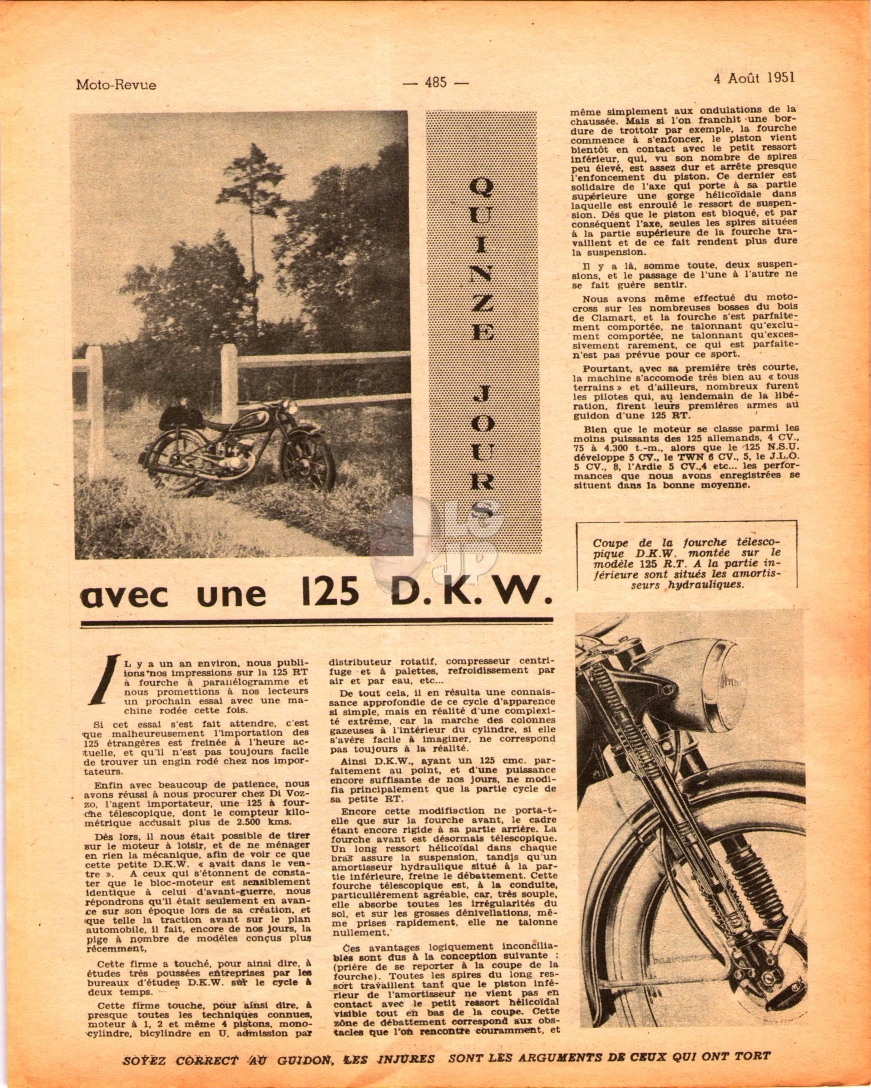 Moto-Revue
— 485 —
4 Août 1951
QUINZE JOURS
avec une 125 D.K.W.
IL y a un an environ, nous publi-
ions nos impressions sur la 125 RT
à fourche à parallélogramme et
nous promettions à nos lecteurs
un prochain essai avec une ma-
chine rodée cette fois.
Si cet essai s'est fait attendre, c'est
que malheureusement l'importation des
125 étrangères est freinée à l'heure ac-
tuelle, et qu'il n'est pas toujours facile
de trouver un engin rodé chez nos impor-
tateurs.
Enfin avec beaucoup de patience, nous
avons réussi à nous procurer chez Di Voz-
zo, l'agent importateur, une 125 à four-
che télescopique, dont le compteur kilo-
métrique accusait plus de 2.500 kms.
Dès lors, il nous était possible de tirer
sur le moteur à loisir, et de ne ménager
en rien la mécanique, afin de voir ce que
cette petite D.K.W. « avait dans le ven-
tre ». A ceux qui s'étonnent de consta-
ter que le bloc-moteur est sensiblement
identique à celui d'avant-guerre, nous
répondrons qu'il était seulement en avan-
ce sur son époque lors de sa création, et
que telle la traction avant sur le plan
automobile, il fait, encore de nos jours, la
pige à nombre de modèles conçus plus
récemment,
Cette firme a touché, pour ainsi dire, à
études très poussées entreprises par les
bureaux d'études D.K.W. sur le cycle à
deux temps.
Cette firme touche, pour ainsi dire, à
presque toutes les techniques connues,
moteur à 1, 2 et même 4 pistons, mono-
cylindre, bicylindre en U, admission par
distributeur rotatif, compresseur centri-
fuge et à palettes, refroidissement par
air et par eau, etc...
De tout cela, il en résulta une connais-
sance approfondie de ce cycle d'apparence
si simple, mais en réalité d'une complexi-
té extrême, car la marche des colonnes
gazeuses à l'intérieur du cylindre, si elle
s'avère facile à imaginer, ne correspond
pas toujours à la réalité.
Ainsi D.K.W., ayant un 125 cmc. par-
faitement au point, et d'une puissance
encore suffisante de nos jours, ne modi-
fia principalement que la partie cycle de
sa petite RT.
Encore cette modifiaction ne porta-t-
elle que sur la fourche avant, le cadre
étant encore rigide à sa partie arrière. La
fourche avant est désormais télescopique.
Un long ressort hélicoïdal dans chaque
bras assure la suspension, tandis qu'un
amortisseur hydraulique situé à la par-
tie inférieure, freine le débattement. Cette
fourche télescopique est, à la conduite,
particulièrement agréable, car, très souple,
elle absorbe toutes les irrégularités du
sol, et sur les grosses dénivellations, mê-
me prises rapidement, elle ne talonne
nullement.
Ces avantages logiquement inconcilia-
bles sont dus à la conception suivante :
(prière de se reporter à la coupe de la
fourche). Toutes les spires du long res-
sort travaillent tant que le piston infé-
rieur de l'amortisseur ne vient pas en
contact avec le petit ressort hélicoïdal
visible tout en bas de la coupe. Cette
zône de débattement correspond aux obs-
tacles que l'on rencontre couramment, et
même simplement aux ondulations de la
chaussée. Mais si l'on franchit une bor-
dure de trottoir par exemple, la fourche
commence à s'enfoncer, le piston vient
bientôt en contact avec le petit ressort
inférieur, qui, vu son nombre de spires
peu élevé, est assez dur et arrête presque
l'enfoncement du piston. Ce dernier est
solidaire de l'axe qui porte à sa partie
supérieure une gorge hélicoïdale dans
laquelle est enroulé le ressort de suspen-
sion. Dès que le piston est bloqué, et par
conséquent l'axe, seules les spires situées
à la partie supérieure de la fourche tra-
vaillent et de ce fait rendent plus dure
la suspension.
Il y a là, somme toute, deux suspen-
sions, et le passage de l'une à l'autre ne
se fait guère sentir.
Nous avons même effectué du moto-
cross sur les nombreuses bosses du bois
de Clamart, et la fourche s'est parfaite-
ment comportée, ne talonnant qu'exclu-
ment comportée, ne talonnant qu'exces-
sivement rarement, ce qui est parfaite-
n'est pas prévue pour ce sport.
Pourtant, avec sa première très courte,
la machine s'accomode très bien au « tous
terrains » et d'ailleurs, nombreux furent
les pilotes qui, au lendemain de la libé-
ration, firent leurs premières armes au
guidon d'une 125 RT.
Bien que le moteur se classe parmi les
moins puissants des 125 allemands, 4 CV.,
75 à 4.300 t.-m., alors que le 125 N.S.U.
développe 5 CV., le TWN 6 CV., 5, le J.L.O.
5 CV., 8, l'Ardie 5 CV.,4 etc... les perfor-
mances que nous avons enregistrées se
situent dans la bonne moyenne.
Coupe de la fourche télesco-
pique D.K.W. montée sur le
modèle 125 R.T. A la partie in-
férieure sont situés les amortis-
seurs hydrauliques.
SOYEZ CORRECT AU GUIDON, LES INJURES SONT LES ARGUMENTS DE CEUX QUI ONT TORT
LS
JP